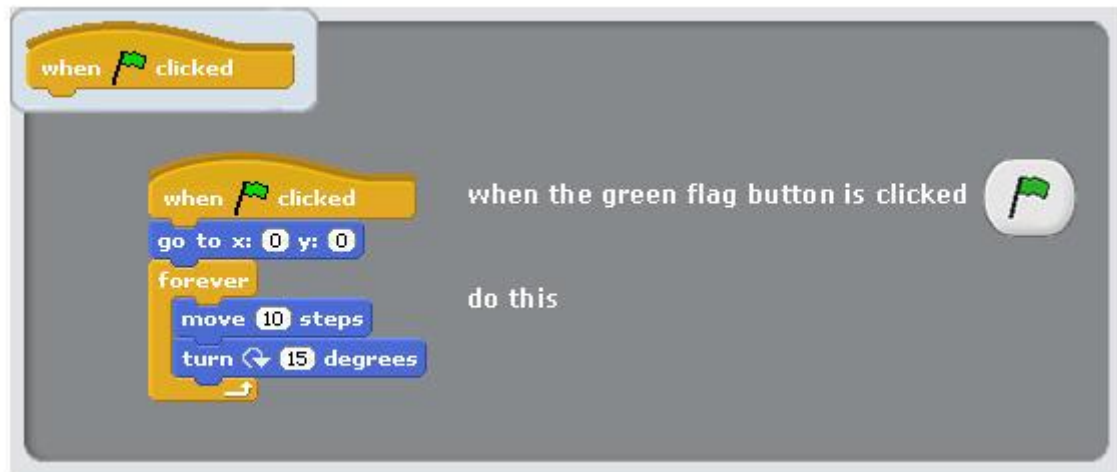 when clicked
when clicked
when the green flag button is clicked
go to x: 0 y: 0
forever
do this
move 10 steps
turn 15 degrees